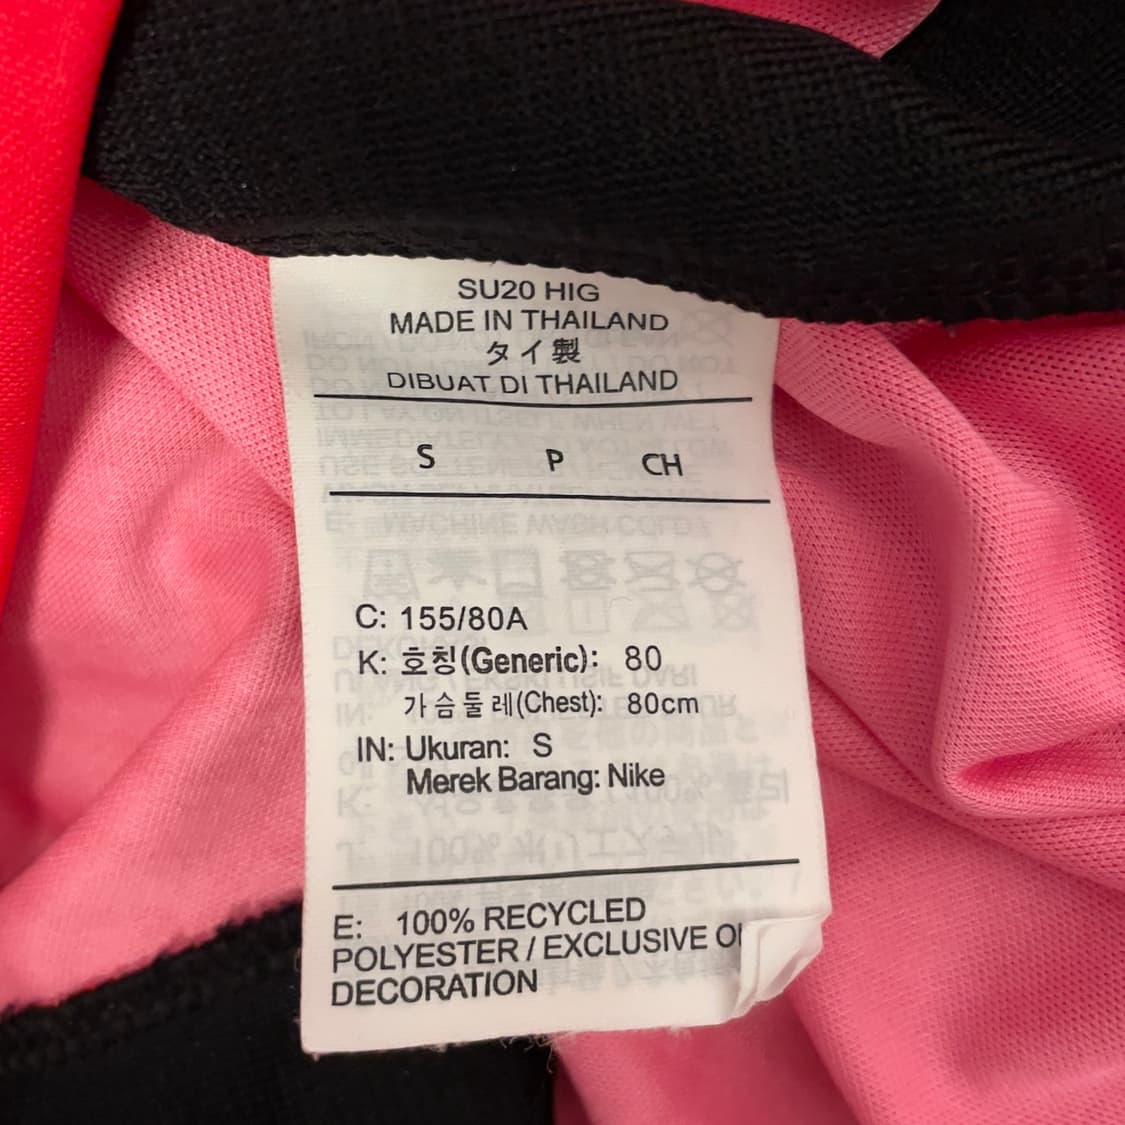 SU20 HIG
MADE IN THAILAND
タイ製
DIBUAT DI THAILAND
S P CH
C: 155/80A
K: 호칭(Generic): 80
가슴둘레(Chest): 80cm
IN: Ukuran: S
Merek Barang: Nike
E: 100% RECYCLED
POLYESTER / EXCLUSIVE
DECORATION